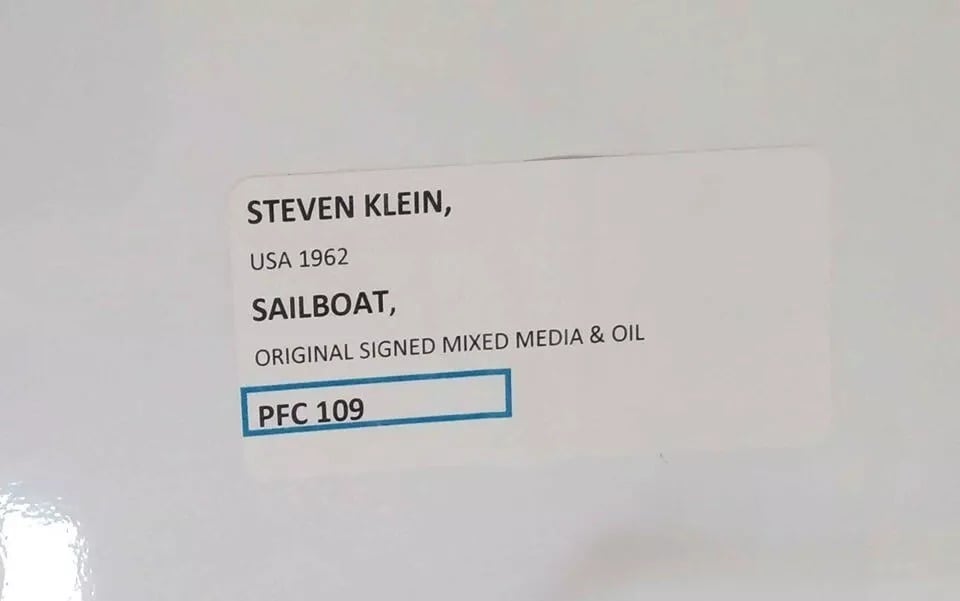 STEVEN KLEIN,
USA 1962
SAILBOAT,
ORIGINAL SIGNED MIXED MEDIA & OIL
PFC 109